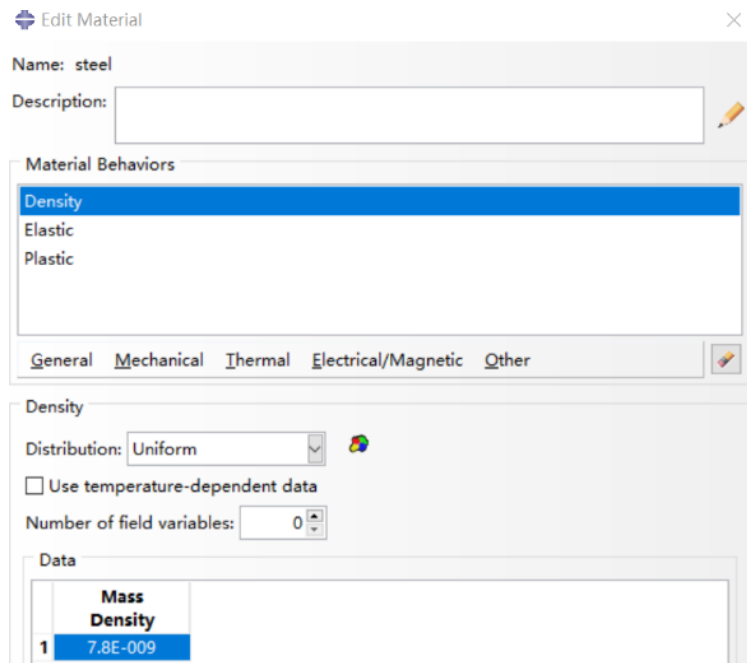 Edit Material
Name: steel
Description:
Material Behaviors
Density
Elastic
Plastic
General Mechanical Thermal Electrical/Magnetic Other
Density
Distribution: Uniform
Use temperature-dependent data
Number of field variables: 0
Data
Mass
Density
1 7.8E-009